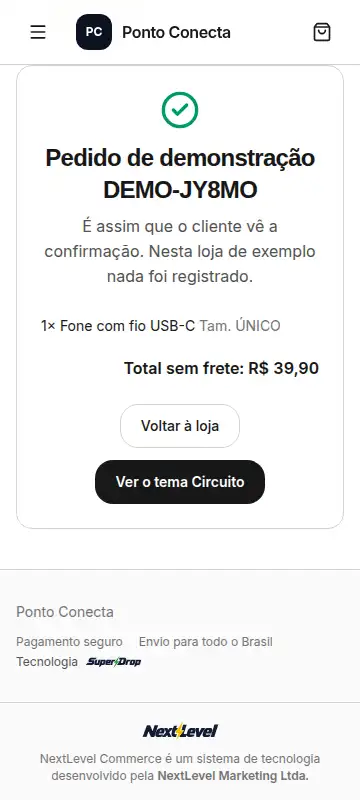 PC Ponto Conecta
Pedido de demonstração
DEMO-JY8MO
É assim que o cliente vê a
confirmação. Nesta loja de exemplo
nada foi registrado.
1× Fone com fio USB-C Tam. ÚNICO
Total sem frete: R$ 39,90
Voltar à loja
Ver o tema Circuito
Ponto Conecta
Pagamento seguro Envio para todo o Brasil
Tecnologia SuperDrop
NextLevel
NextLevel Commerce é um sistema de tecnologia
desenvolvido pela NextLevel Marketing Ltda.